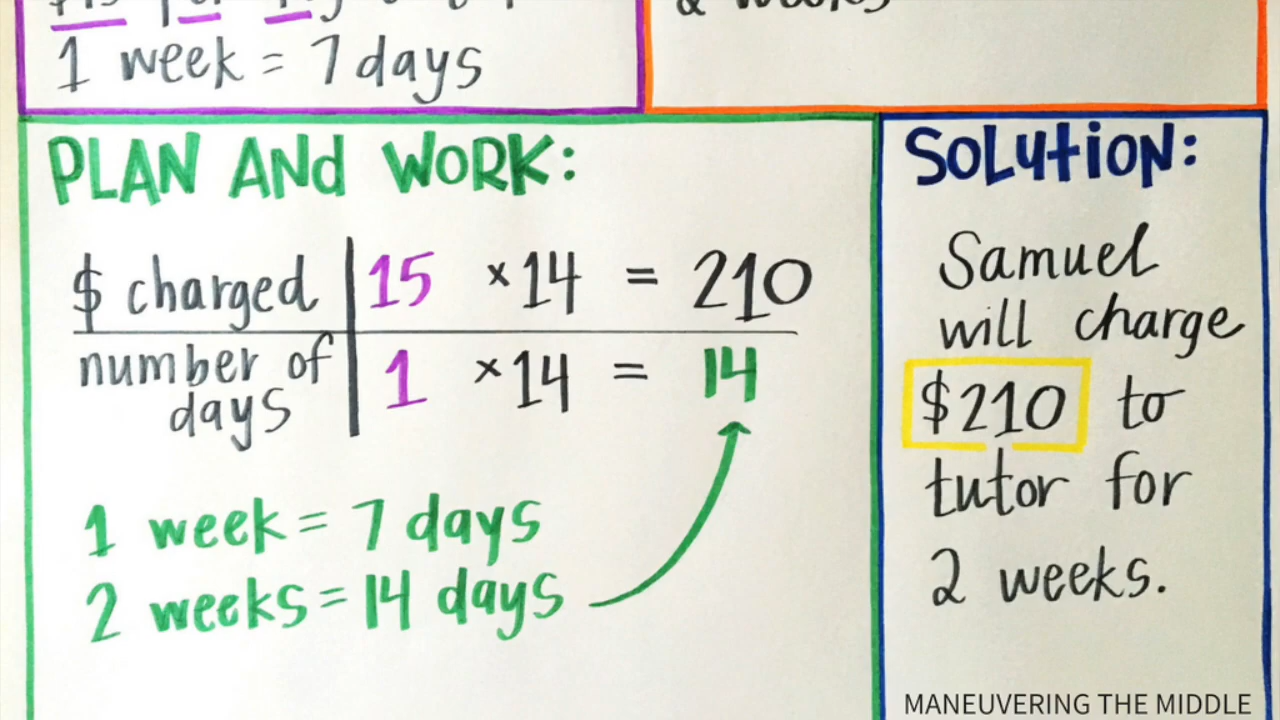 1 week = 7 days
2 weeks
PLAN AND WORK:
$ charged | 15 × 14 = 210
number of days | 1 × 14 = 14
1 week = 7 days
2 weeks = 14 days
SOLUTION:
Samuel
will charge
$210 to
tutor for
2 weeks.
MANEUVERING THE MIDDLE